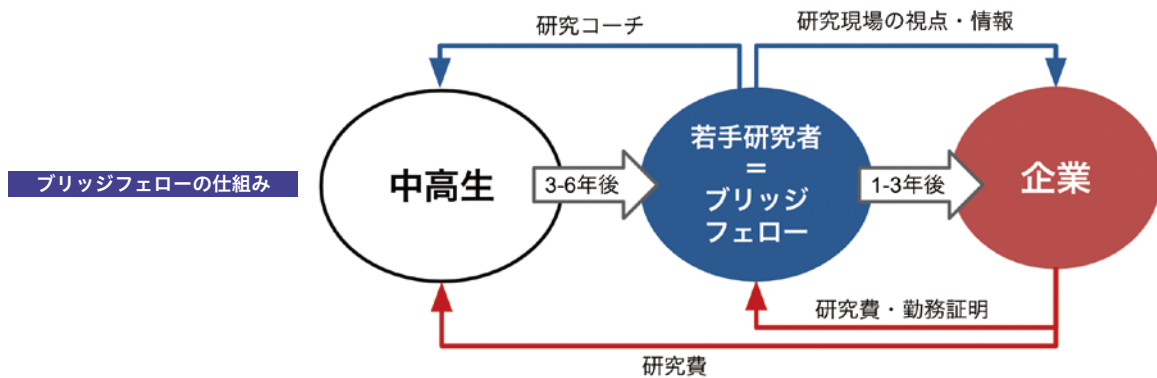 研究コーチ
研究現場の視点・情報
ブリッジフェローの仕組み
中高生
3-6年後
若手研究者
＝
ブリッジ
フェロー
1-3年後
企業
研究費・勤務証明
研究費